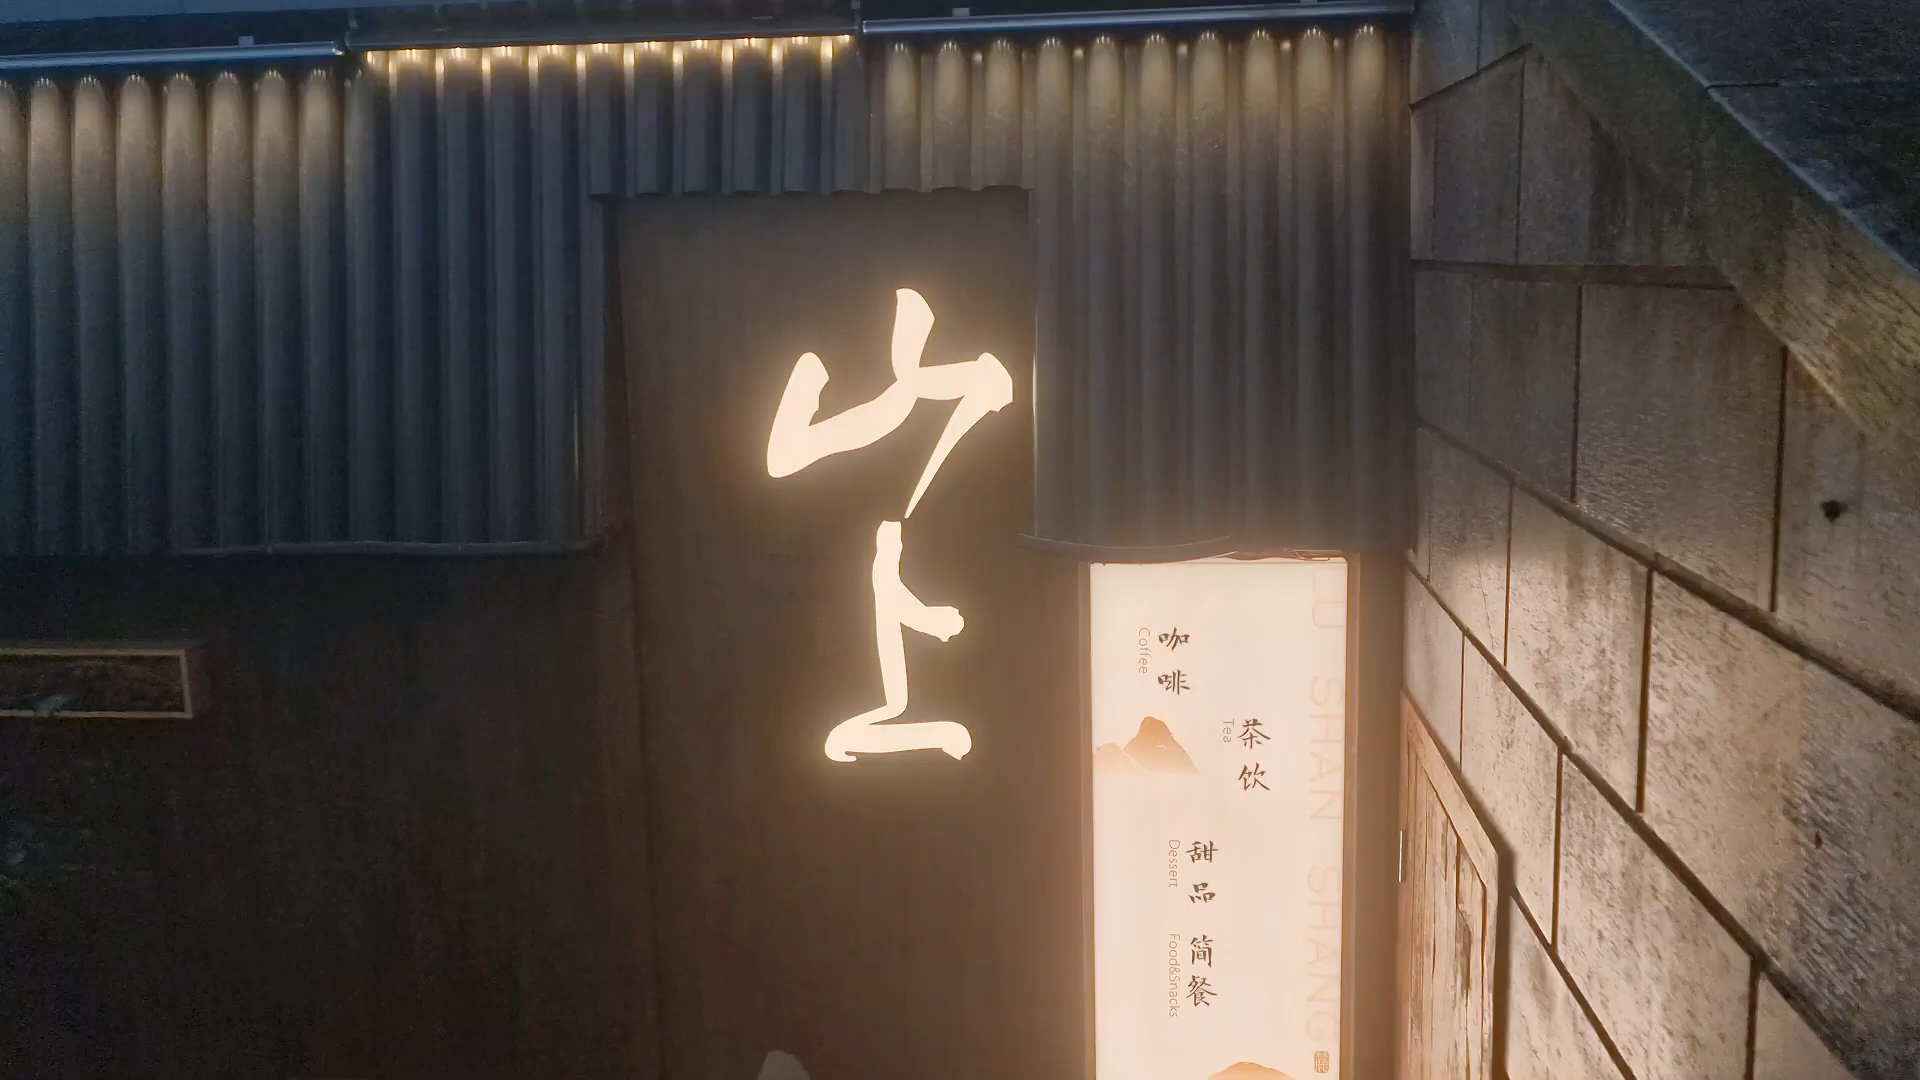 山上
咖啡
Coffee
茶饮
Tea
甜品
Dessert
简餐
Food&Snacks
LU SHAN SHANG